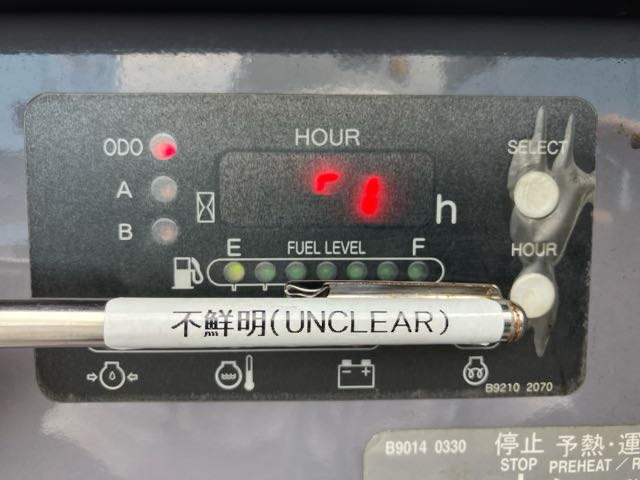 HOUR
ODO
SELECT
A
h
B
E FUEL LEVEL F
HOUR
不鮮明(UNCLEAR)
B9210 2070
B9014 0330
停止 予熱・運
STOP PREHEAT/R